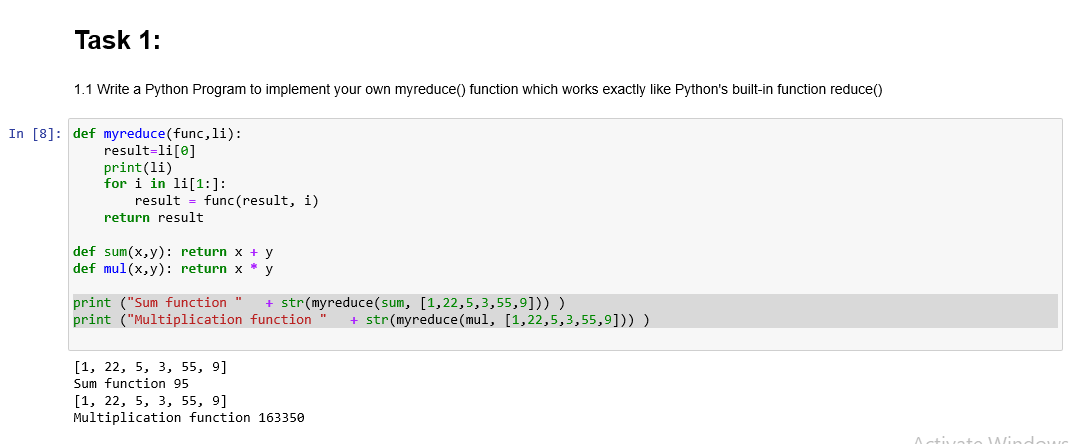 Task 1:
1.1 Write a Python Program to implement your own myreduce() function which works exactly like Python's built-in function reduce()
In [8]: def myreduce(func,li):
    result=li[0]
    print(li)
    for i in li[1:]:
        result = func(result, i)
    return result
def sum(x,y): return x + y
def mul(x,y): return x * y
print ("Sum function "   + str(myreduce(sum, [1,22,5,3,55,9])) )
print ("Multiplication function "   + str(myreduce(mul, [1,22,5,3,55,9])) )
[1, 22, 5, 3, 55, 9]
Sum function 95
[1, 22, 5, 3, 55, 9]
Multiplication function 163350
Activate Windows